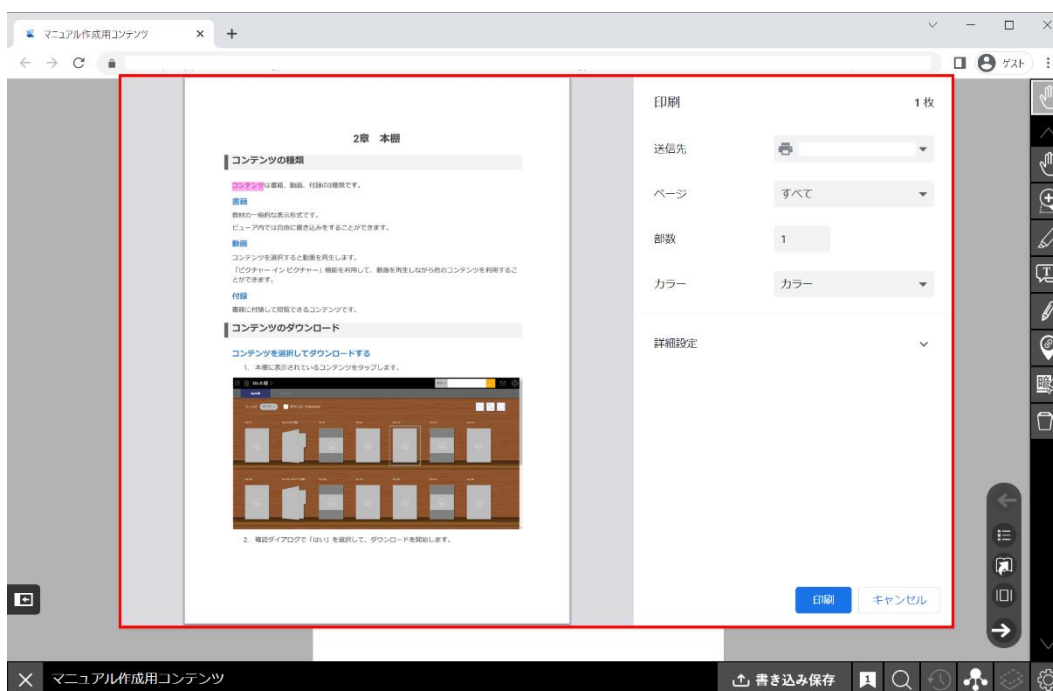 マニュアル作成用コンテンツ
ゲスト
2章 本棚
コンテンツの種類
コンテンツは書籍、動画、付録の3種類です。
書籍
教材の一般的な表示形式です。
ビューア内では自由に書き込みをすることができます。
動画
コンテンツを選択すると動画を再生します。
「ピクチャー イン ピクチャー」機能を利用して、動画を再生しながら他のコンテンツを利用するこ
とができます。
付録
書籍に付随して閲覧できるコンテンツです。
コンテンツのダウンロード
コンテンツを選択してダウンロードする
1. 本棚に表示されているコンテンツをタップします。
My本棚
2. 確認ダイアログで「はい」を選択して、ダウンロードを開始します。
印刷 1 枚
送信先
ページ すべて
部数 1
カラー カラー
詳細設定
印刷 キャンセル
暗
マニュアル作成用コンテンツ
書き込み保存
1